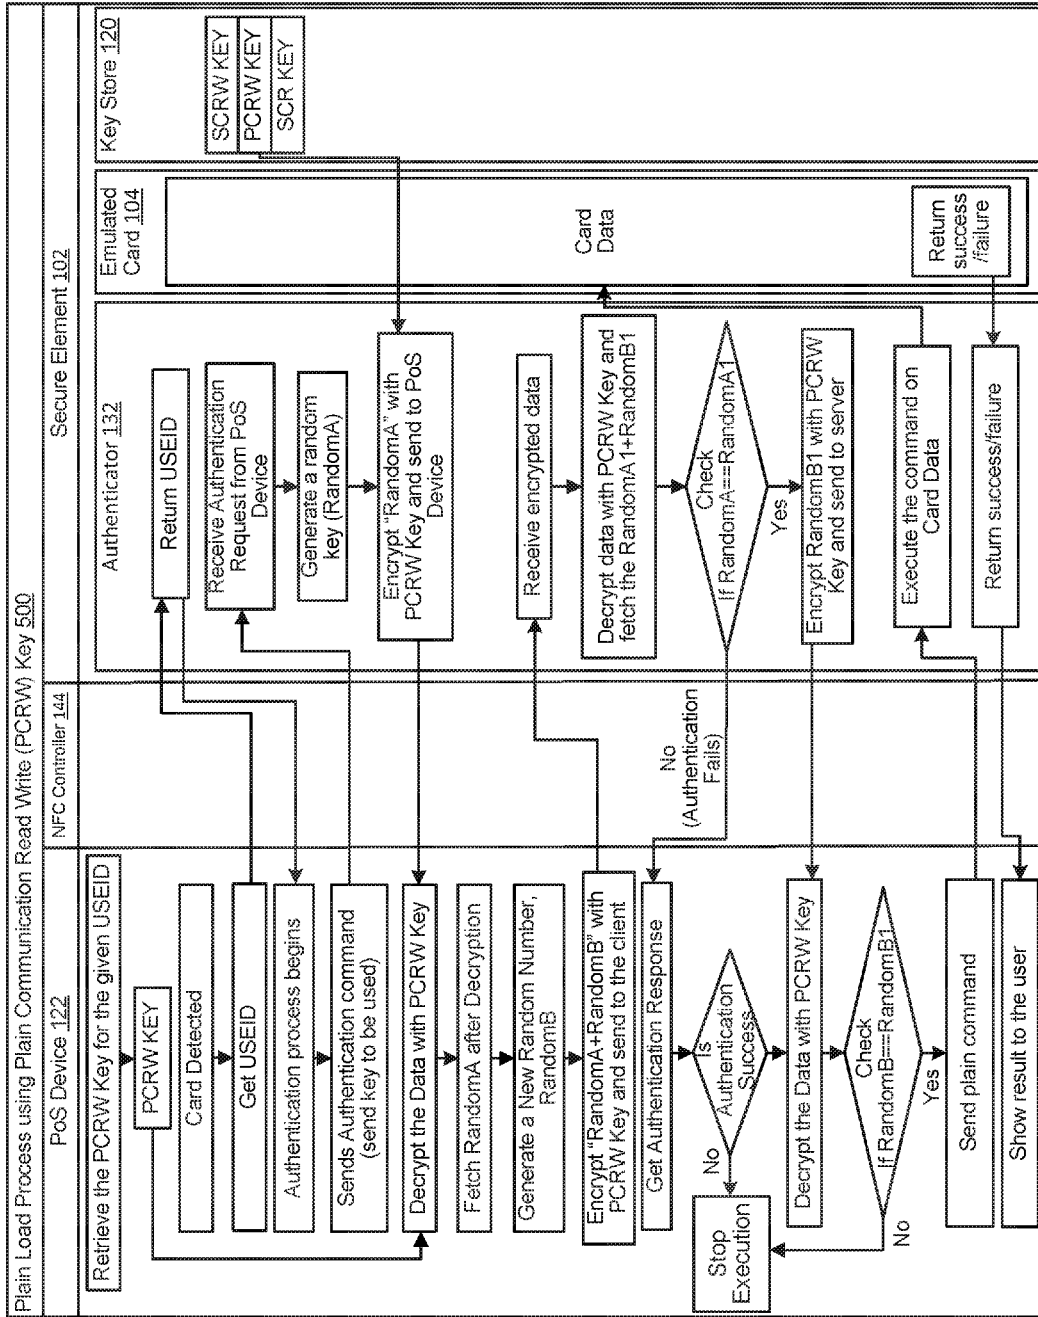 Plain Load Process using Plain Communication Read Write (PCRW) Key 500
PoS Device 122
NFC Controller 144
Secure Element 102
Retrieve the PCRW Key for the given USEID
PCRW KEY
Card Detected
Get USEID
Authentication process begins
Sends Authentication command
(send key to be used)
Decrypt the Data with PCRW Key
Fetch RandomA after Decryption
Generate a New Random Number,
RandomB
Encrypt "RandomA+RandomB" with
PCRW Key and send to the client
Get Authentication Response
Is
Authentication
Success
No
Stop
Execution
Decrypt the Data with PCRW Key
Check
If RandomB==RandomB1
No
Yes
Send plain command
Show result to the user
No
(Authentication
Fails)
Authenticator 132
Return USEID
Receive Authentication
Request from PoS
Device
Generate a random
key (RandomA)
Encrypt "RandomA" with
PCRW Key and send to PoS
Device
Receive encrypted data
Decrypt data with PCRW Key and
fetch the RandomA1+RandomB1
Check
If RandomA==RandomA1
Yes
Encrypt RandomB1 with PCRW
Key and send to server
Execute the command on
Card Data
Return success/failure
Emulated
Card 104
Card
Data
Return
success
/failure
Key Store 120
SCRW KEY
PCRW KEY
SCR KEY